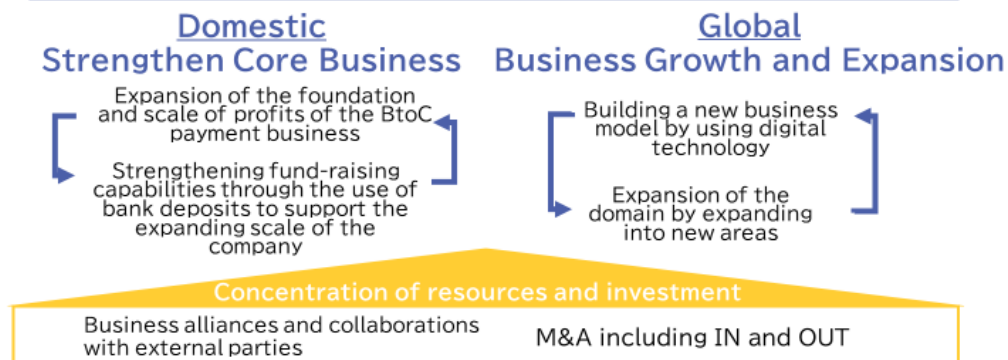 Domestic
Strengthen Core Business
Expansion of the foundation
and scale of profits of the BtoC
payment business
Strengthening fund-raising
capabilities through the use of
bank deposits to support the
expanding scale of the
company
Global
Business Growth and Expansion
Building a new business
model by using digital
technology
Expansion of the
domain by expanding
into new areas
Concentration of resources and investment
Business alliances and collaborations
with external parties
M&A including IN and OUT